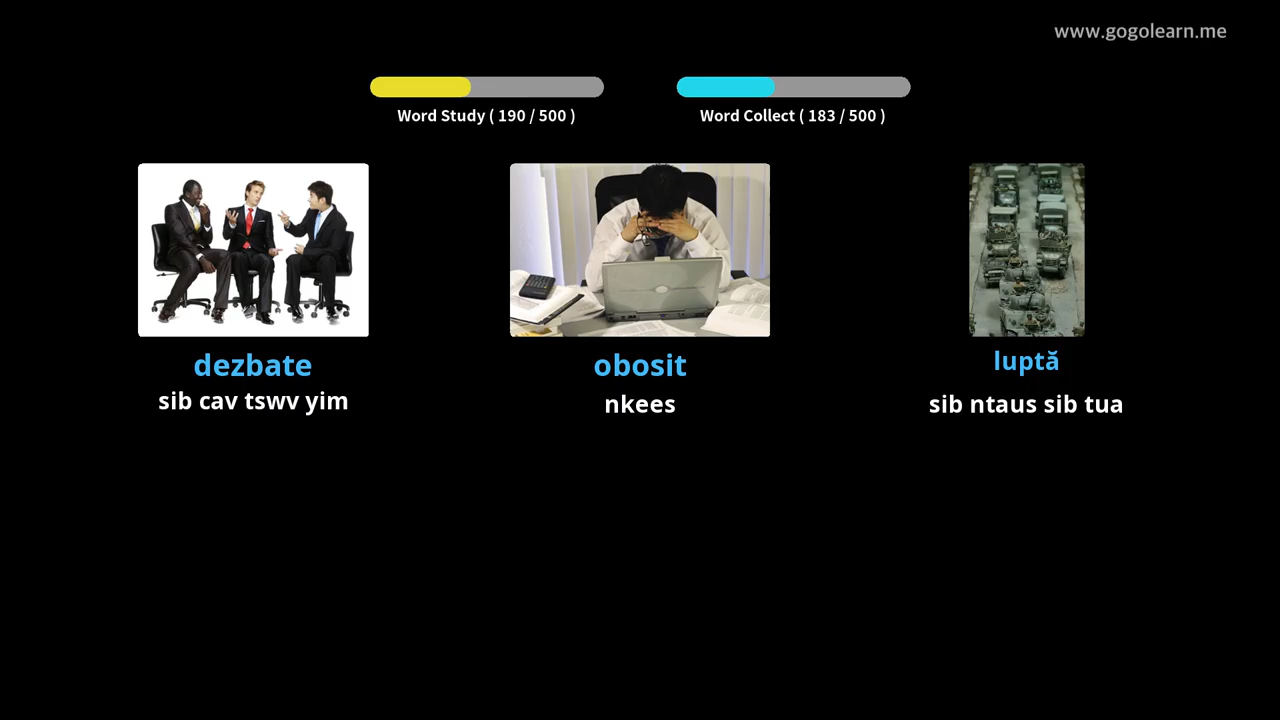 www.gogolearn.me
Word Study ( 190 / 500 )
Word Collect ( 183 / 500 )
dezbate
obosit
luptă
sib cav tswv yim
nkees
sib ntaus sib tua